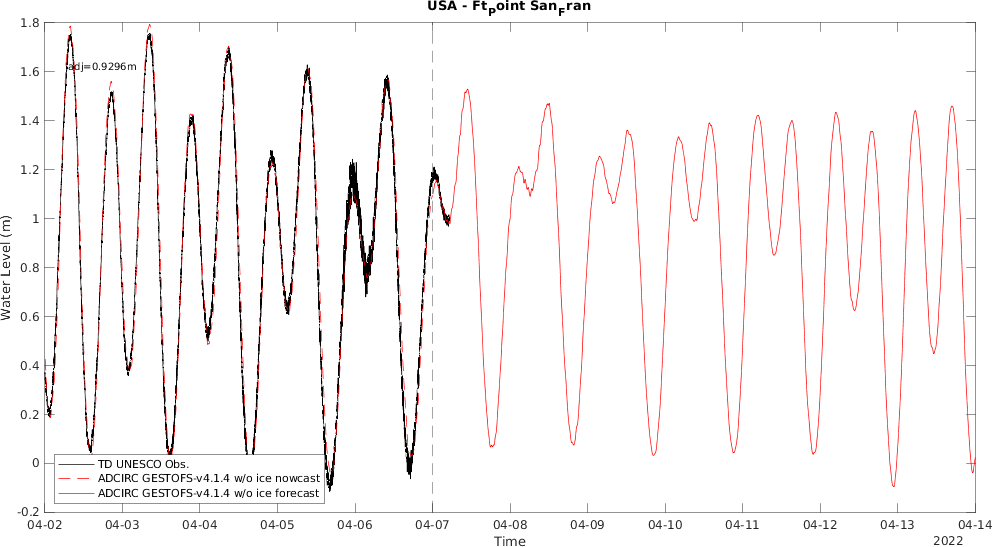 USA - FtPoint SanFran
1.8
1.6
1.4
1.2
1
0.8
0.6
0.4
0.2
0
-0.2
Water Level (m)
adj=0.9296m
TD UNESCO Obs.
ADCIRC GESTOFS-v4.1.4 w/o ice nowcast
ADCIRC GESTOFS-v4.1.4 w/o ice forecast
04-02 04-03 04-04 04-05 04-06 04-07 04-08 04-09 04-10 04-11 04-12 04-13 04-14
Time
2022